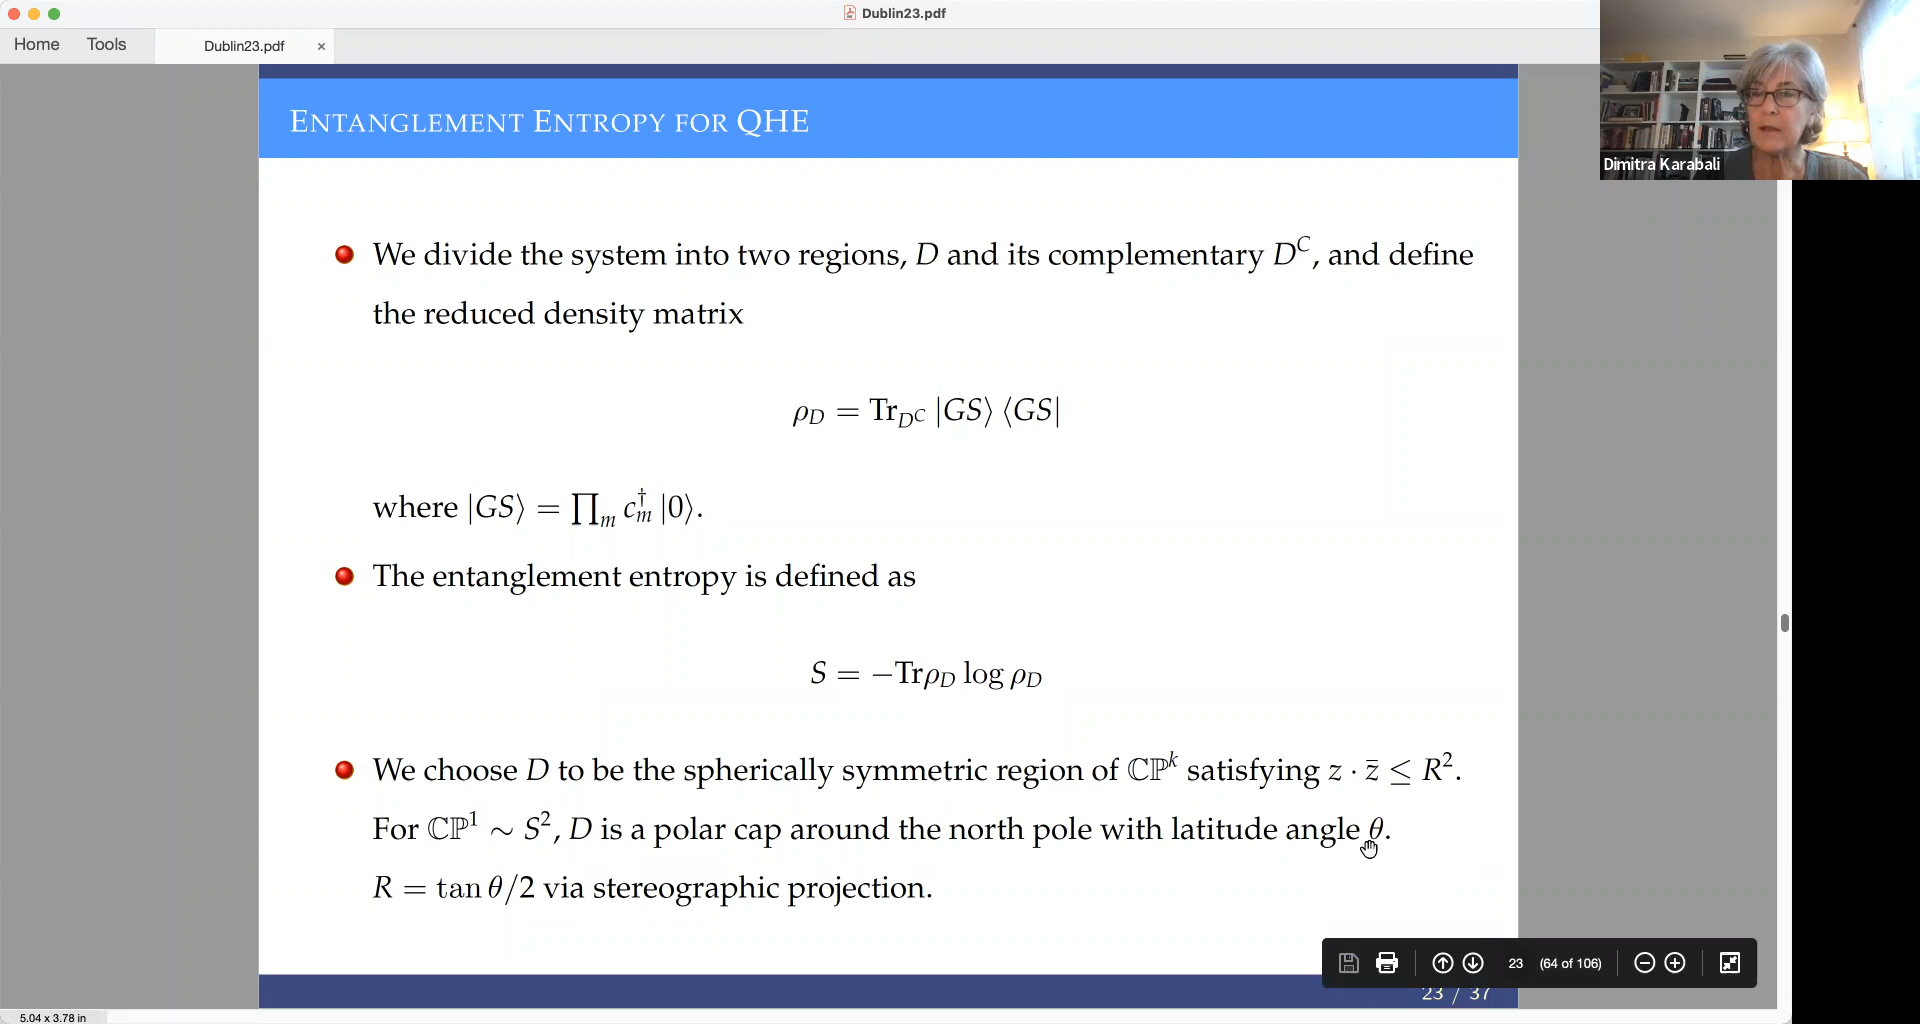 Dublin23.pdf
Home Tools Dublin23.pdf ×
ENTANGLEMENT ENTROPY FOR QHE
Dimitra Karabali
We divide the system into two regions, D and its complementary D^C, and define
the reduced density matrix
ρ_D = Tr_{D^C} |GS⟩ ⟨GS|
where |GS⟩ = ∏_m c_m^† |0⟩.
The entanglement entropy is defined as
S = −Trρ_D log ρ_D
We choose D to be the spherically symmetric region of ℂℙ^k satisfying z · z̄ ≤ R².
For ℂℙ¹ ∼ S², D is a polar cap around the north pole with latitude angle θ.
R = tan θ/2 via stereographic projection.
23 (64 of 106)
23 / 37
5.04 x 3.78 in